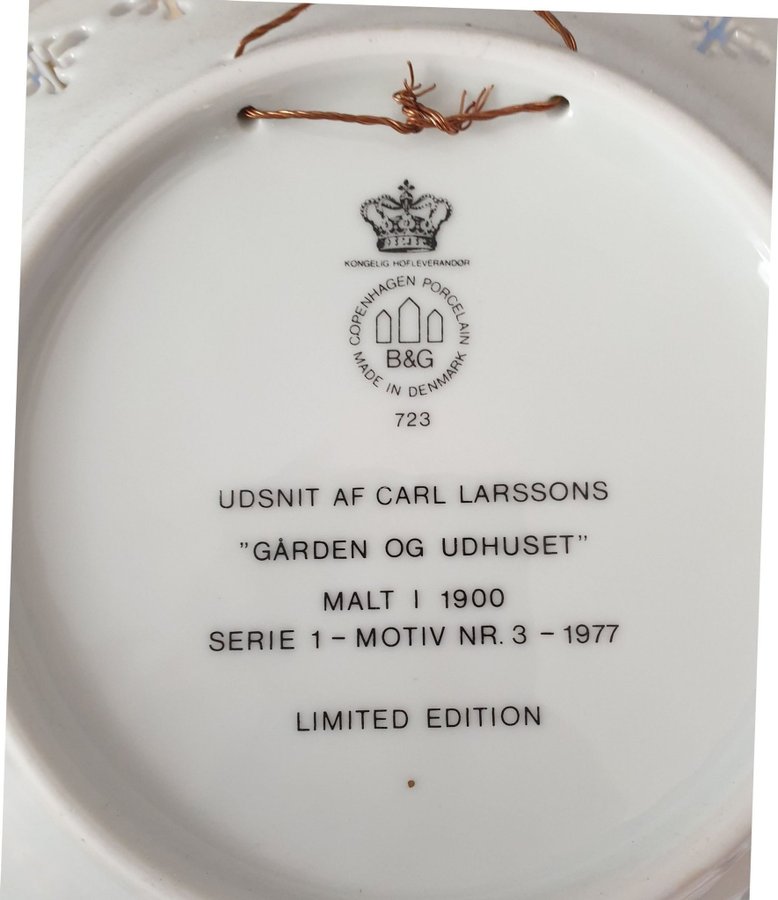 KONGELIG HOFLEVERANDØR
COPENHAGEN PORCELAIN
B&G
MADE IN DENMARK
723
UDSNIT AF CARL LARSSONS
"GÅRDEN OG UDHUSET"
MALT I 1900
SERIE 1 – MOTIV NR. 3 – 1977
LIMITED EDITION